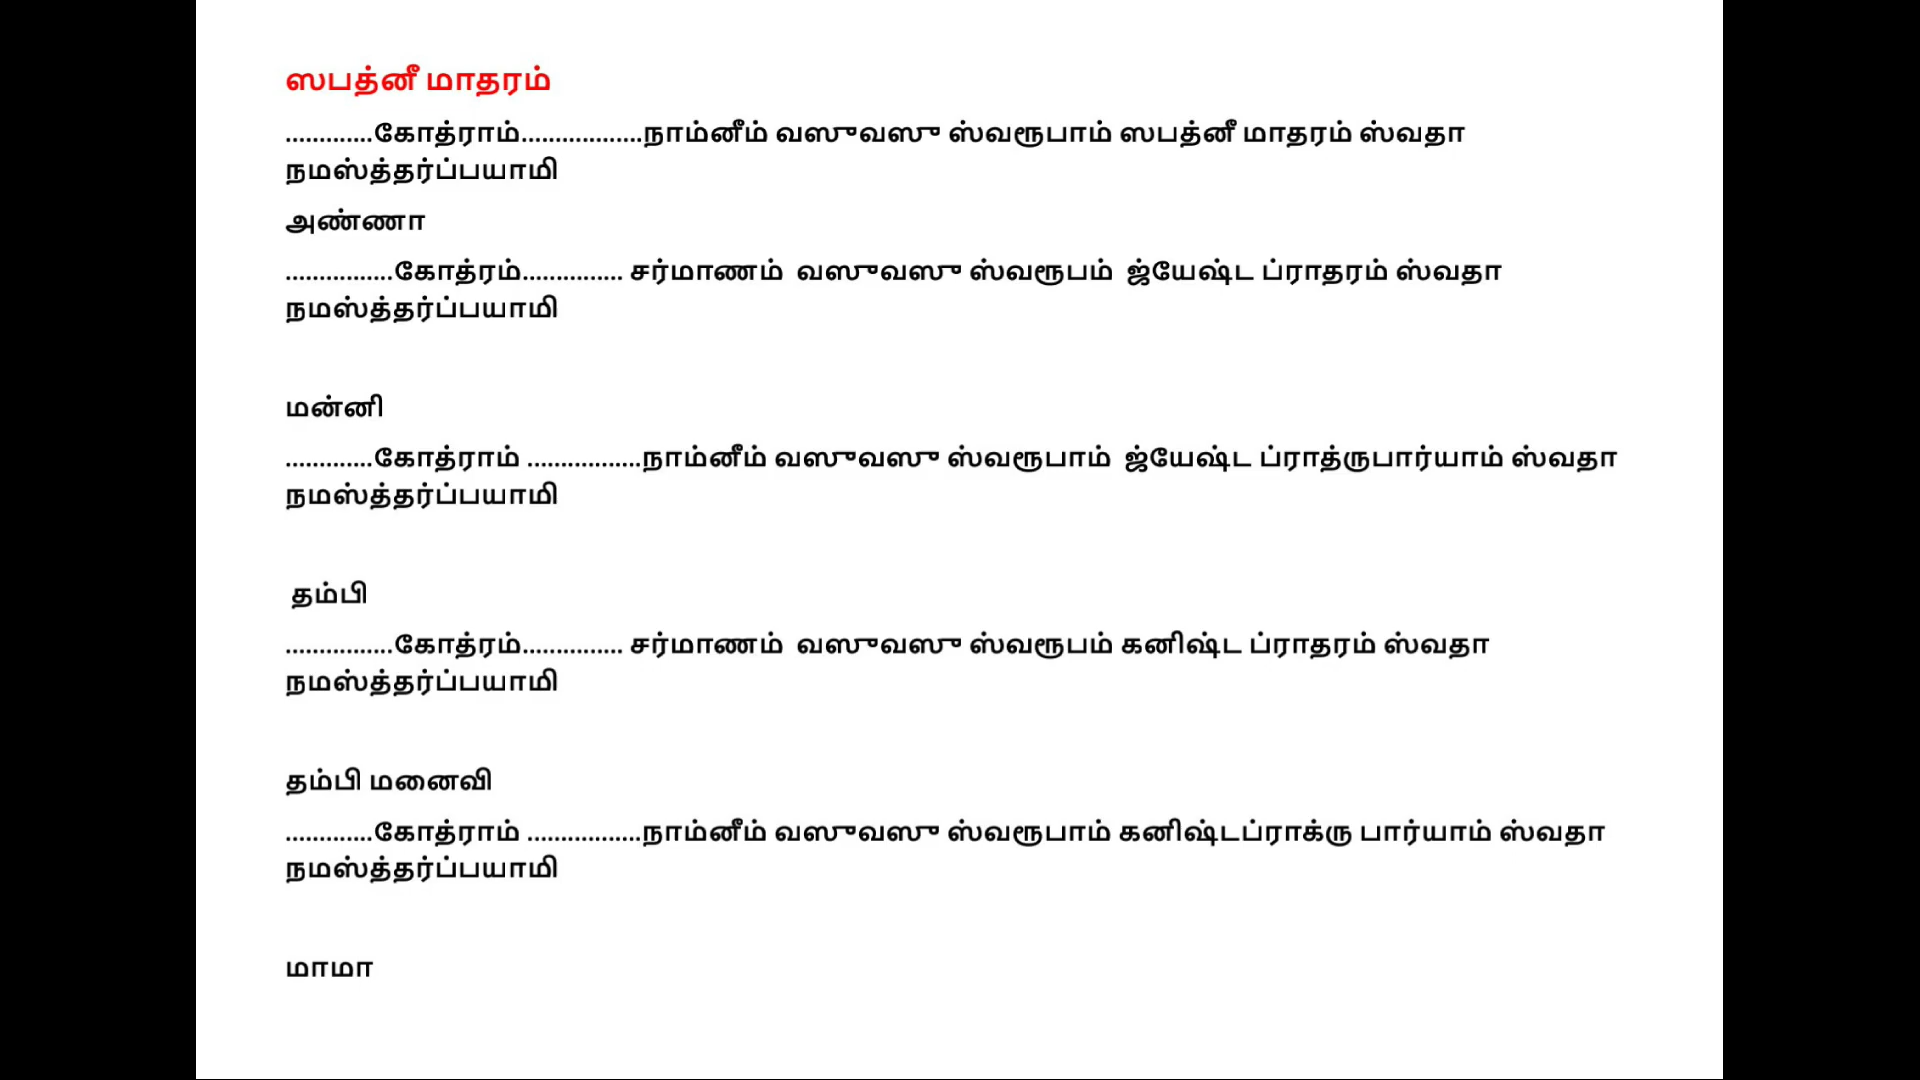 ஸபத்னீ மாதரம்
.............கோத்ராம்..................நாம்னீம் வஸுவஸு ஸ்வரூபாம் ஸபத்னீ மாதரம் ஸ்வதா
நமஸ்த்தர்ப்பயாமி
அண்ணா
................கோத்ரம்............... சர்மாணம் வஸுவஸு ஸ்வரூபம் ஜ்யேஷ்ட ப்ராதரம் ஸ்வதா
நமஸ்த்தர்ப்பயாமி
மன்னி
.............கோத்ராம் .................நாம்னீம் வஸுவஸு ஸ்வரூபாம் ஜ்யேஷ்ட ப்ராத்ருபார்யாம் ஸ்வதா
நமஸ்த்தர்ப்பயாமி
தம்பி
................கோத்ரம்............... சர்மாணம் வஸுவஸு ஸ்வரூபம் கனிஷ்ட ப்ராதரம் ஸ்வதா
நமஸ்த்தர்ப்பயாமி
தம்பி மனைவி
.............கோத்ராம் .................நாம்னீம் வஸுவஸு ஸ்வரூபாம் கனிஷ்டப்ராக்ரு பார்யாம் ஸ்வதா
நமஸ்த்தர்ப்பயாமி
மாமா